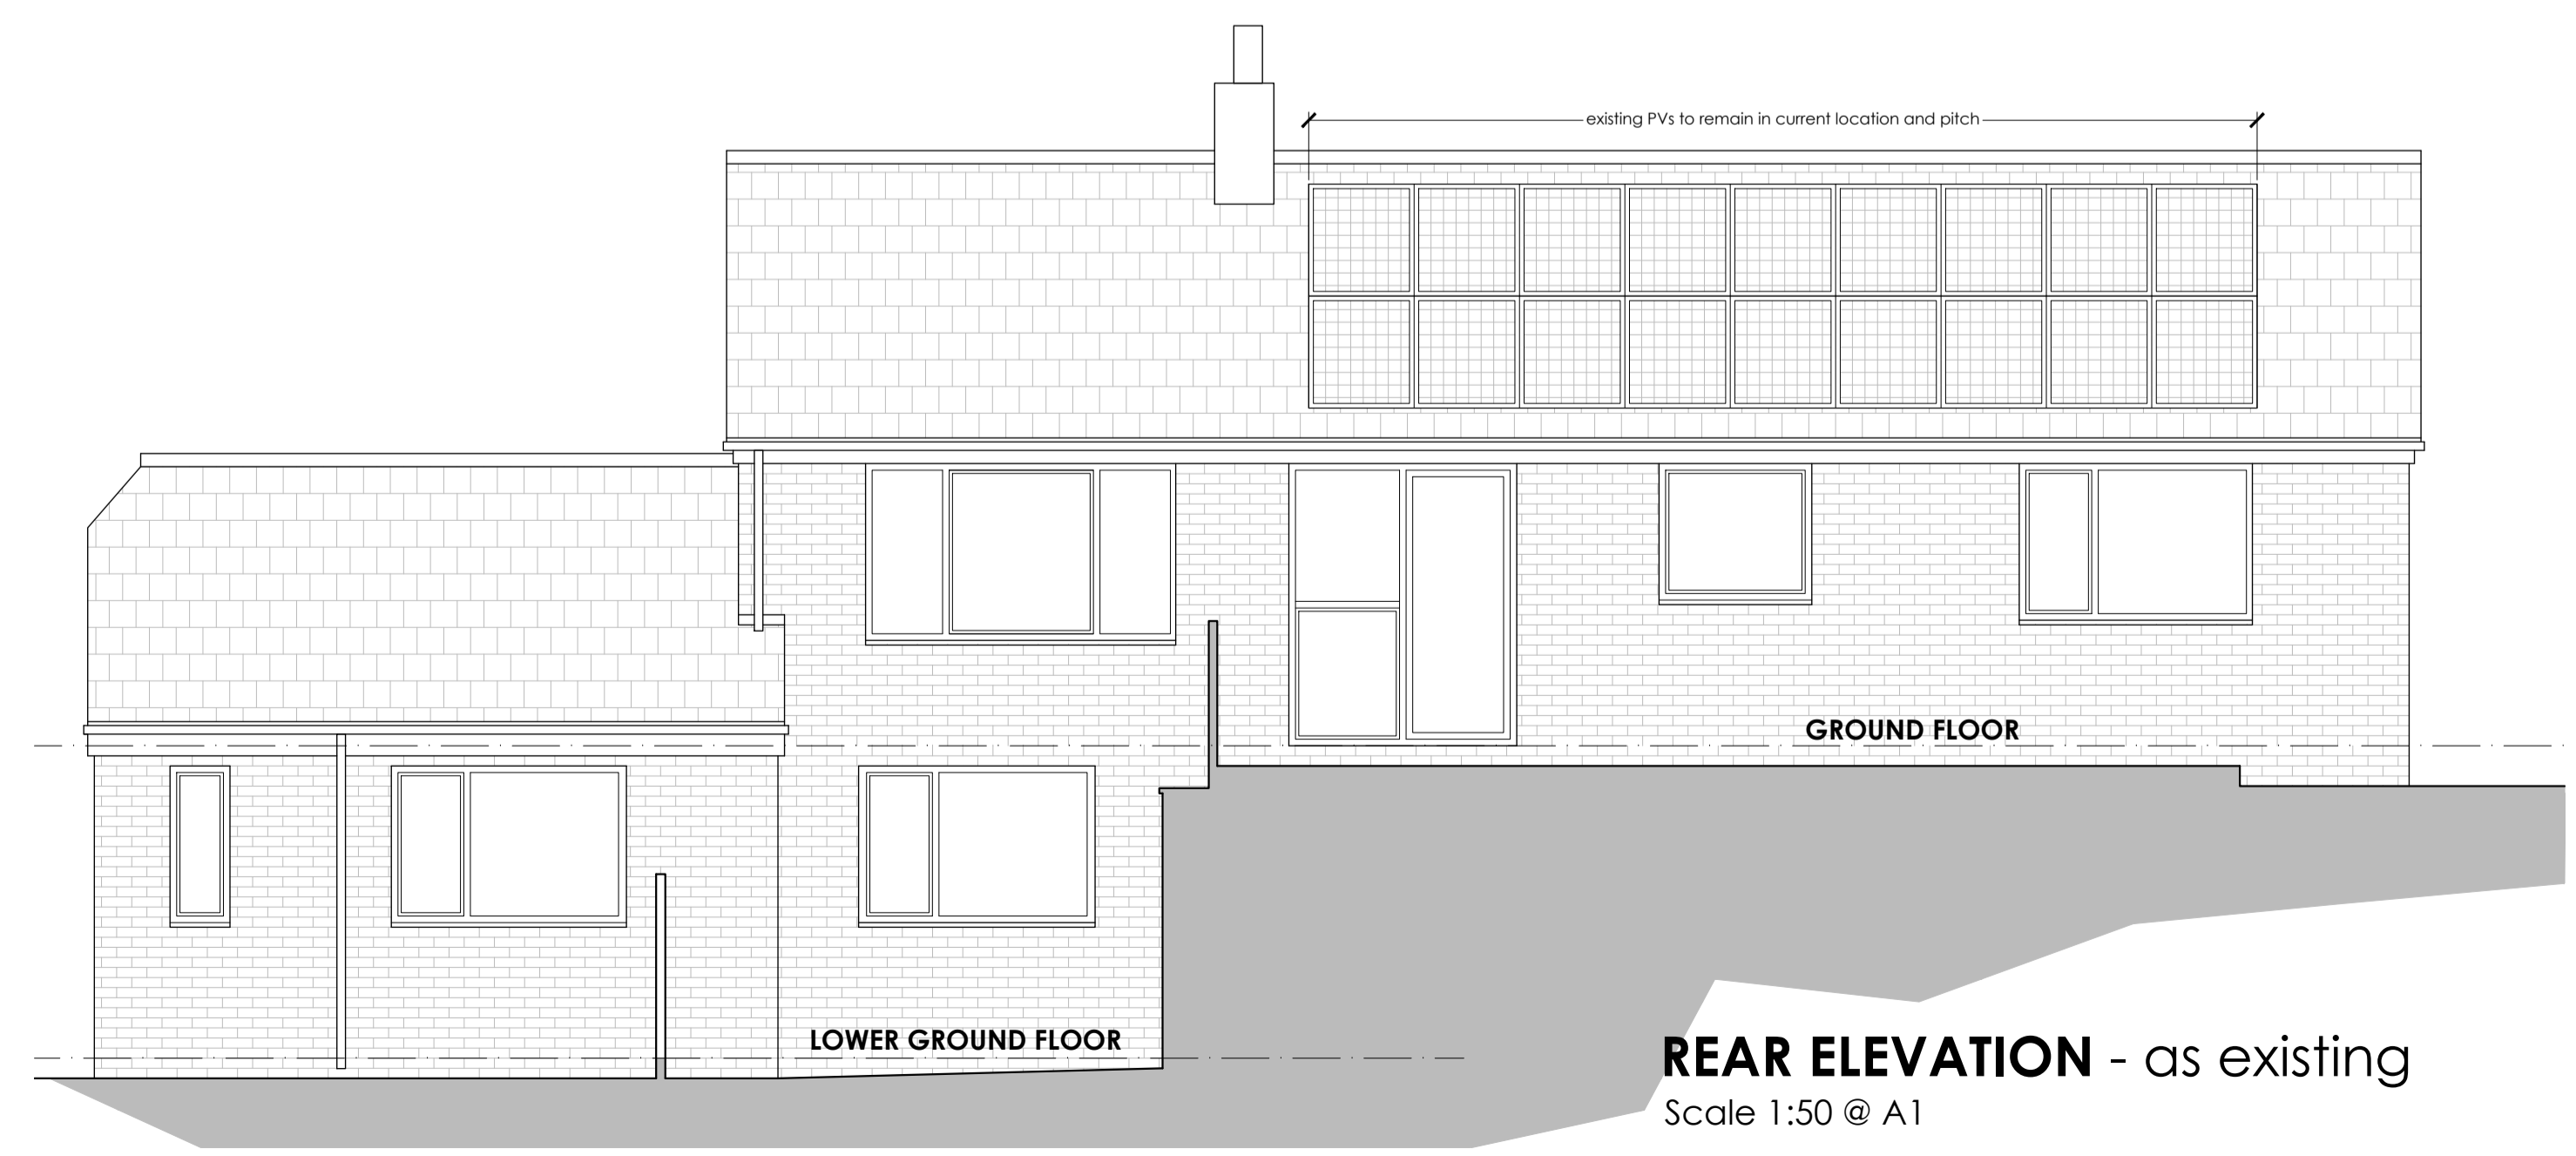 existing PVs to remain in current location and pitch
GROUND FLOOR
LOWER GROUND FLOOR
REAR ELEVATION - as existing
Scale 1:50 @ A1